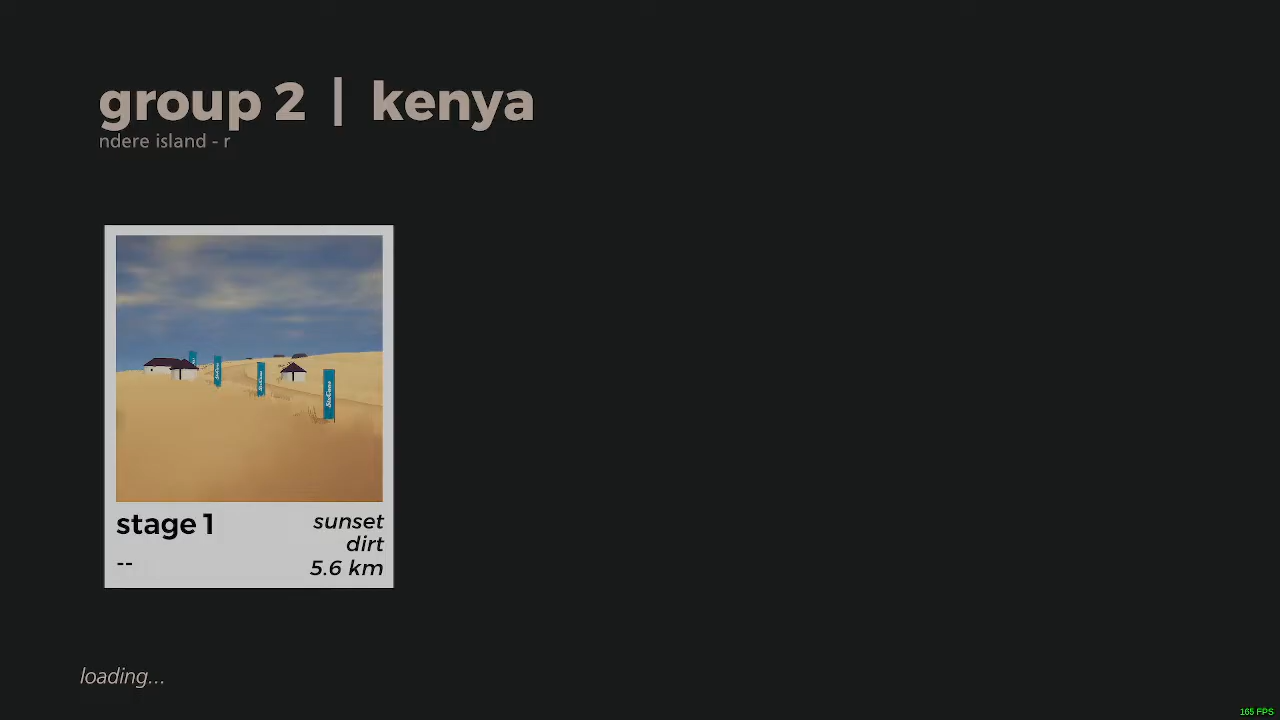 group 2 | kenya
ndere island - r
stage 1
--
sunset
dirt
5.6 km
loading...
165 FPS